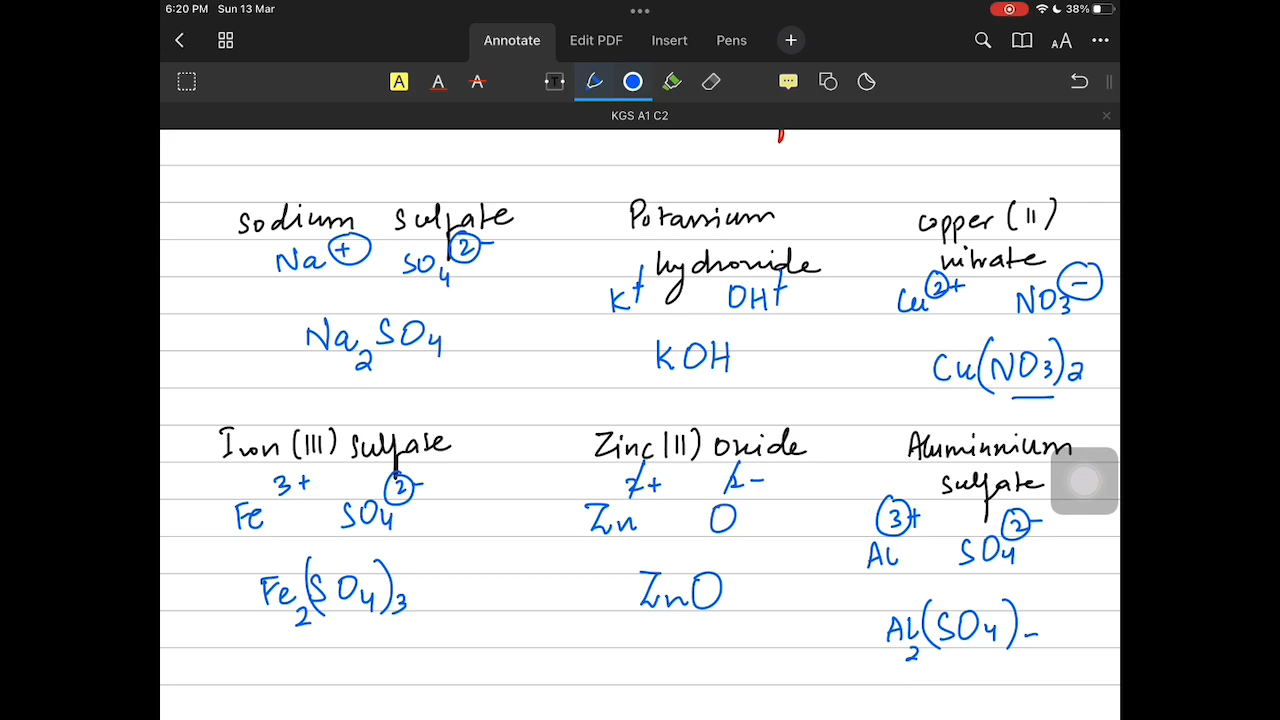 6:20 PM Sun 13 Mar
38%
Annotate Edit PDF Insert Pens
KGS A1 C2
Sodium Sulfate
Na + SO4 2-
Na2SO4
Potassium
hydroxide
K+ OH+
KOH
Copper (II)
nitrate
Cu 2+ NO3 -
Cu(NO3)2
Iron (III) Sulfate
3+ 2-
Fe SO4
Fe2(SO4)3
Zinc (II) Oxide
2+ 2-
Zn O
ZnO
Aluminnium
sulfate
3+ 2-
Al SO4
Al2(SO4)